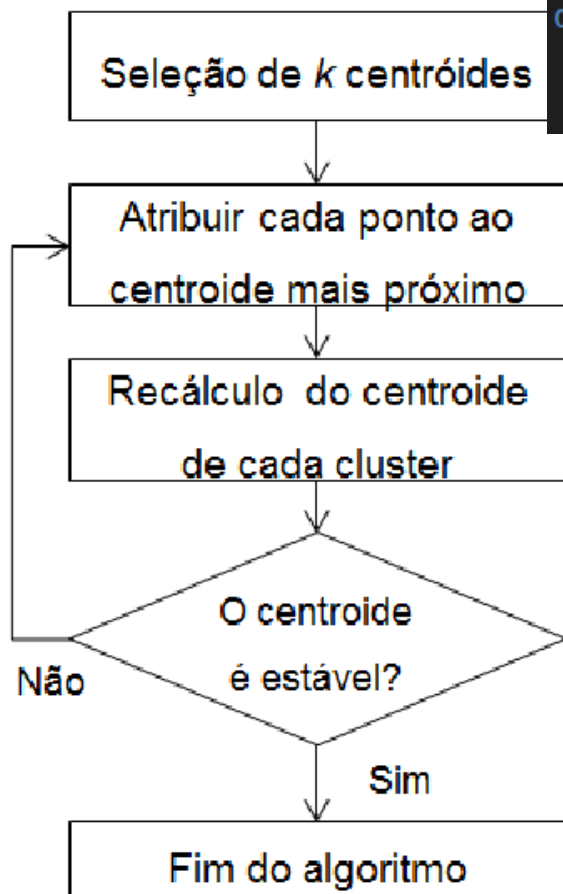 Seleção de k centróides
Atribuir cada ponto ao
centroide mais próximo
Recálculo do centroide
de cada cluster
O centroide
é estável?
Não
Sim
Fim do algoritmo